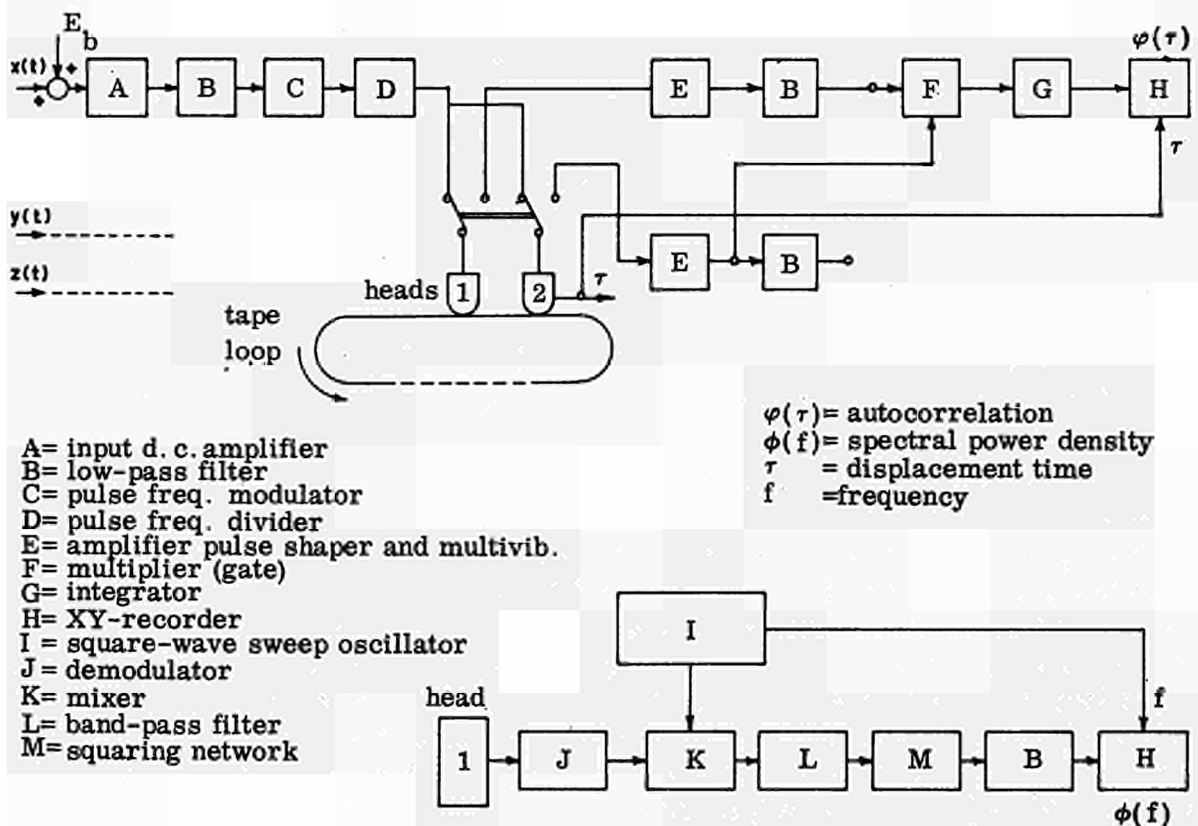 E_b
φ(τ)
x(t)
A B C D E B F G H
τ
y(t)
E B
z(t)
heads 1 2 τ
tape
loop
φ(τ)= autocorrelation
ϕ(f)= spectral power density
τ = displacement time
f =frequency
A= input d. c. amplifier
B= low-pass filter
C= pulse freq. modulator
D= pulse freq. divider
E= amplifier pulse shaper and multivib.
F= multiplier (gate)
G= integrator
H= XY-recorder
I = square-wave sweep oscillator
J= demodulator
K= mixer
L= band-pass filter
M= squaring network
I
head
f
1 J K L M B H
ϕ(f)